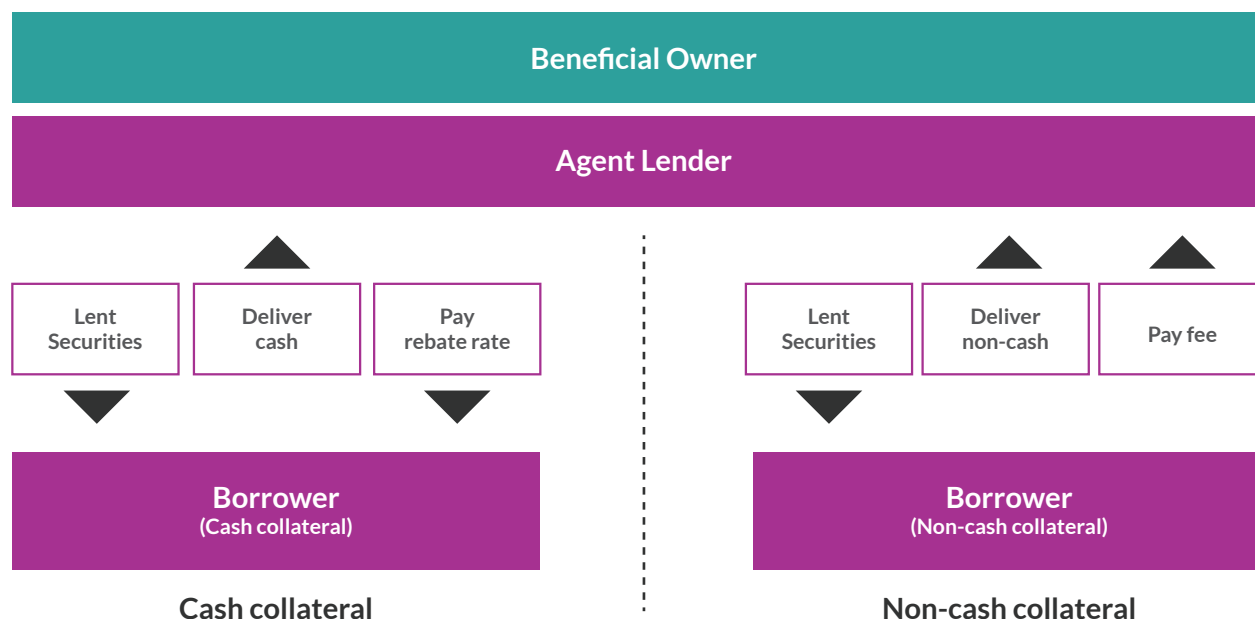 Beneficial Owner
Agent Lender
Lent
Securities
Deliver
cash
Pay
rebate rate
Lent
Securities
Deliver
non-cash
Pay fee
Borrower
(Cash collateral)
Borrower
(Non-cash collateral)
Cash collateral
Non-cash collateral